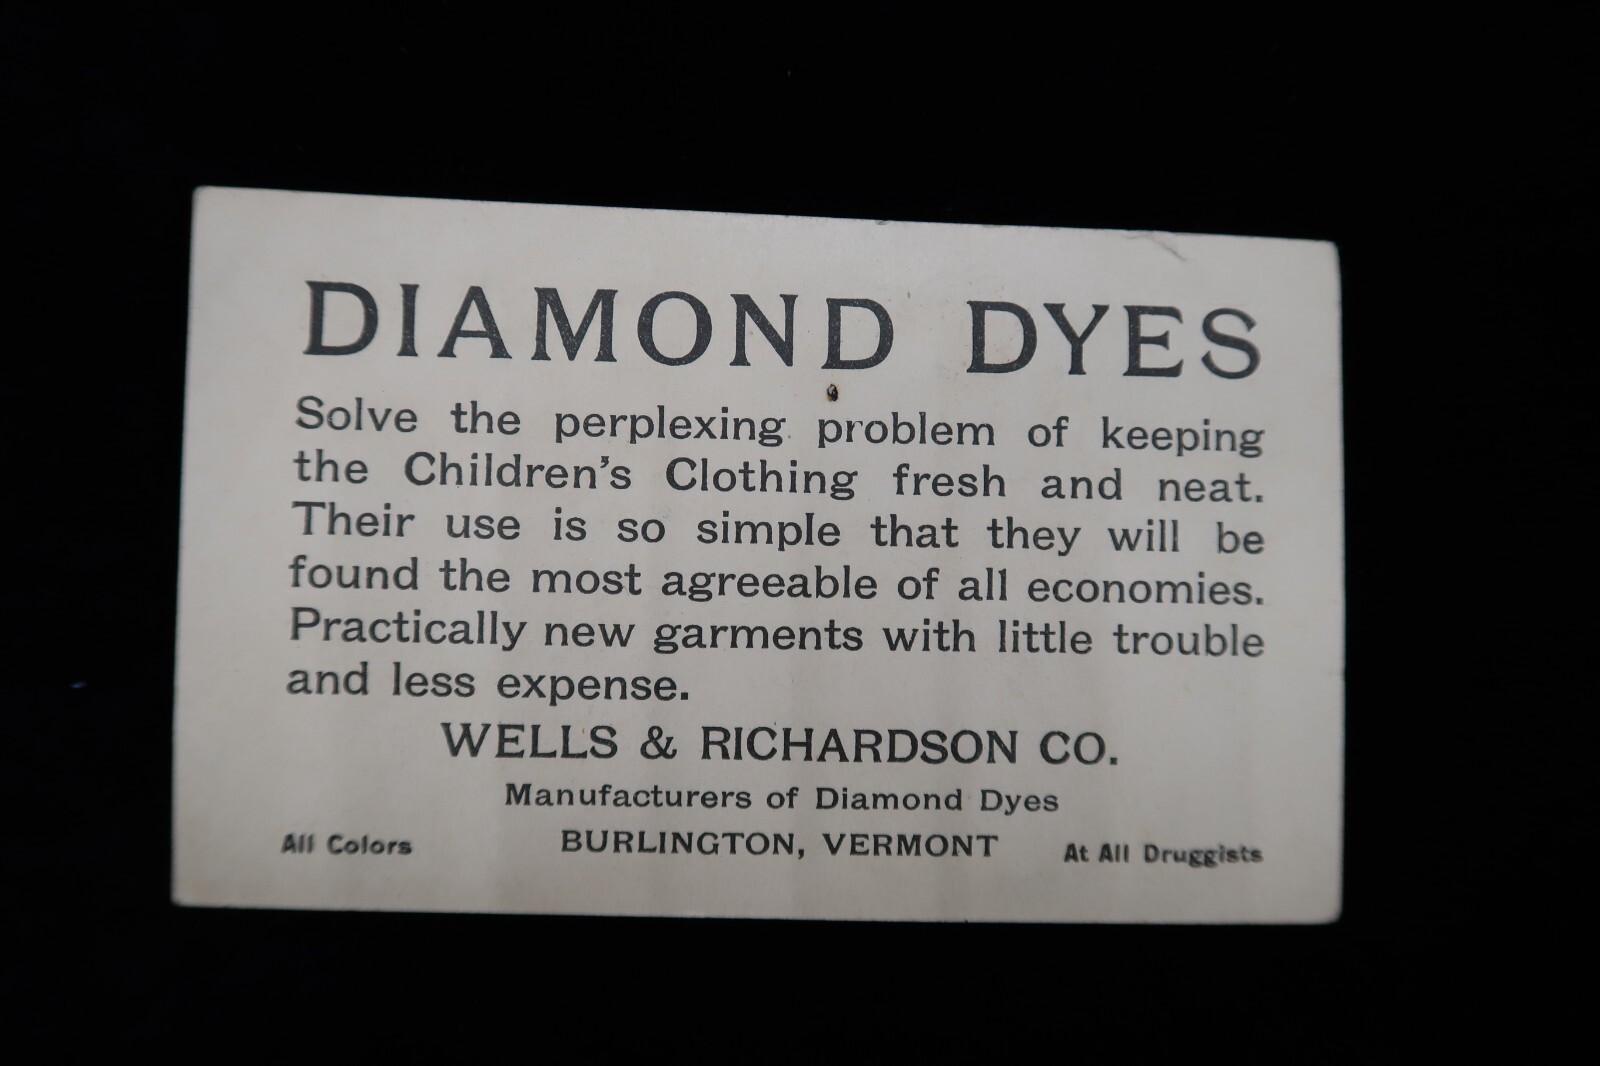 DIAMOND DYES
Solve the perplexing problem of keeping
the Children's Clothing fresh and neat.
Their use is so simple that they will be
found the most agreeable of all economies.
Practically new garments with little trouble
and less expense.
WELLS & RICHARDSON CO.
Manufacturers of Diamond Dyes
All Colors BURLINGTON, VERMONT At All Druggists